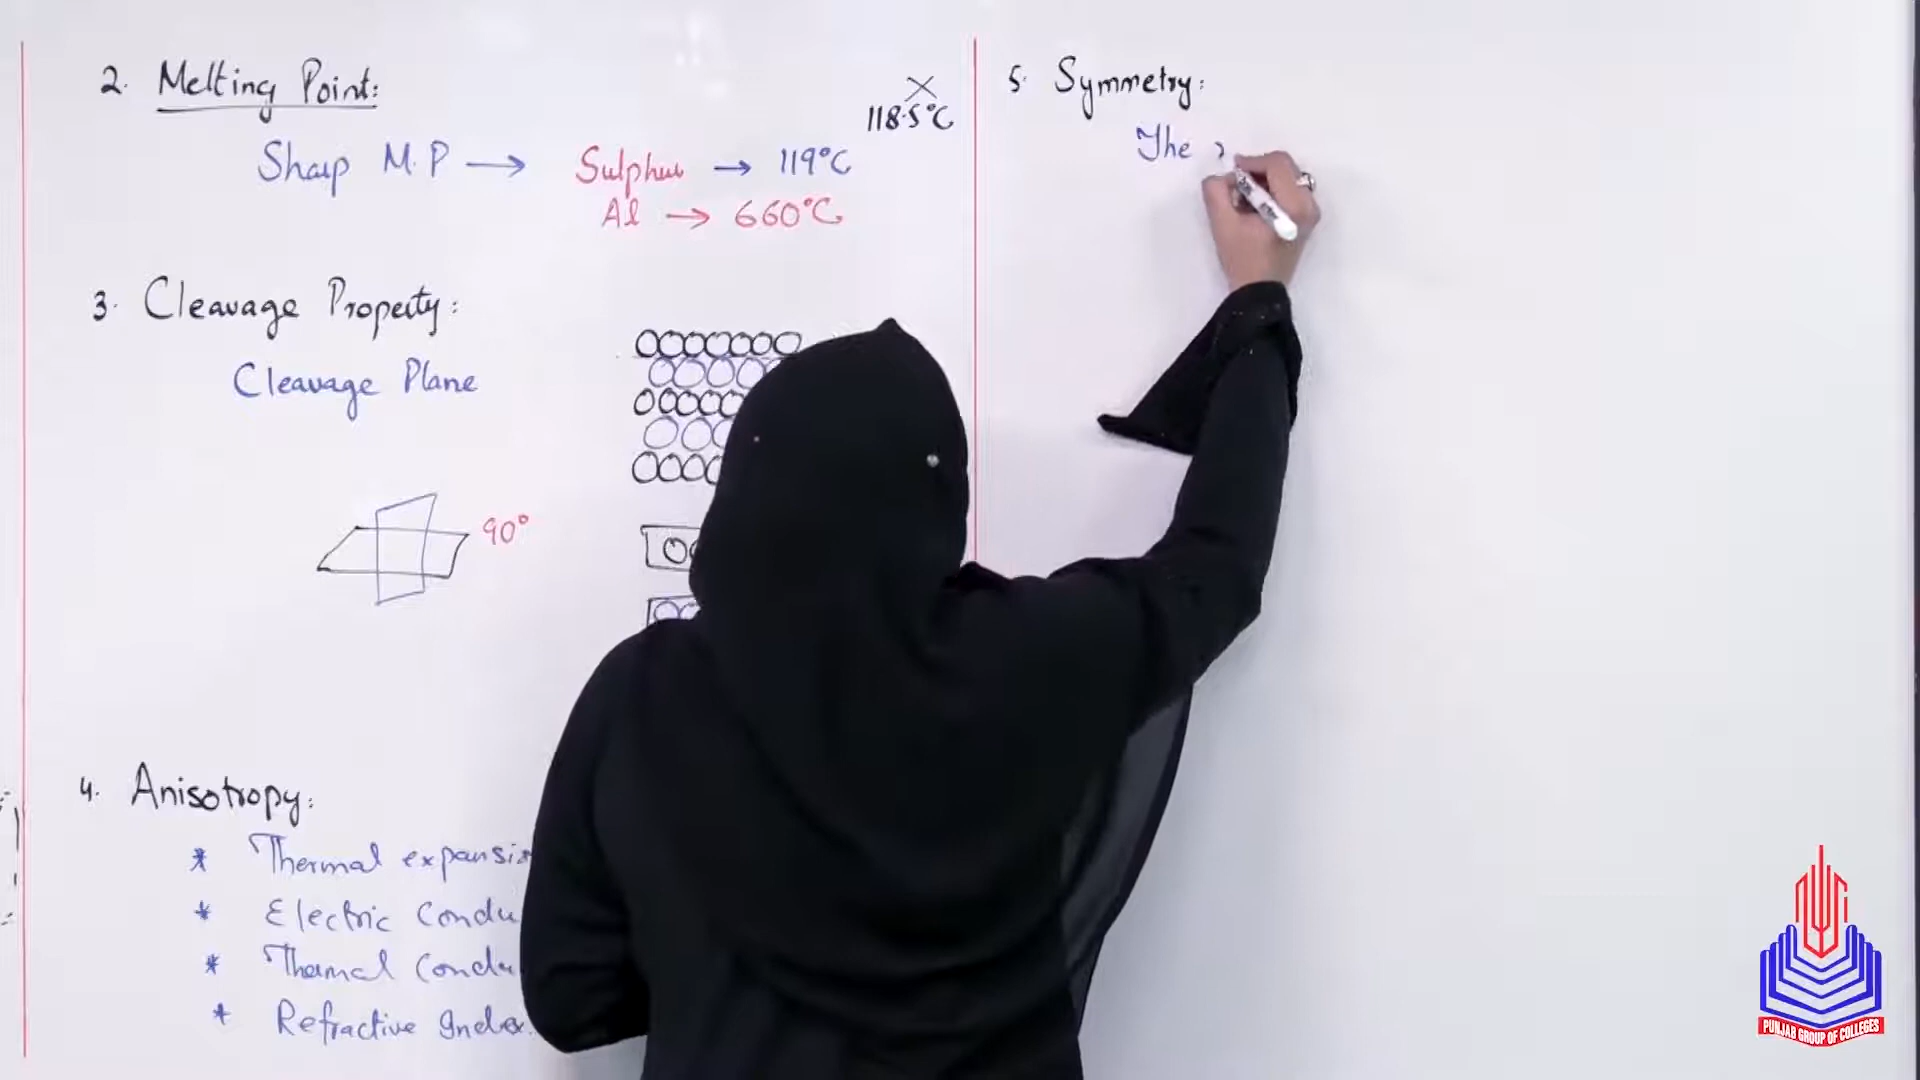 2. Melting Point:
118.5°C
Sharp M.P → Sulphur → 119°C
Al → 660°C
3. Cleavage Property:
Cleavage Plane
90°
4. Anisotropy:
* Thermal expansio
* Electric Condu
* Thermal Condu
* Refractive Index.
5. Symmetry:
The
PUNJAB GROUP OF COLLEGES